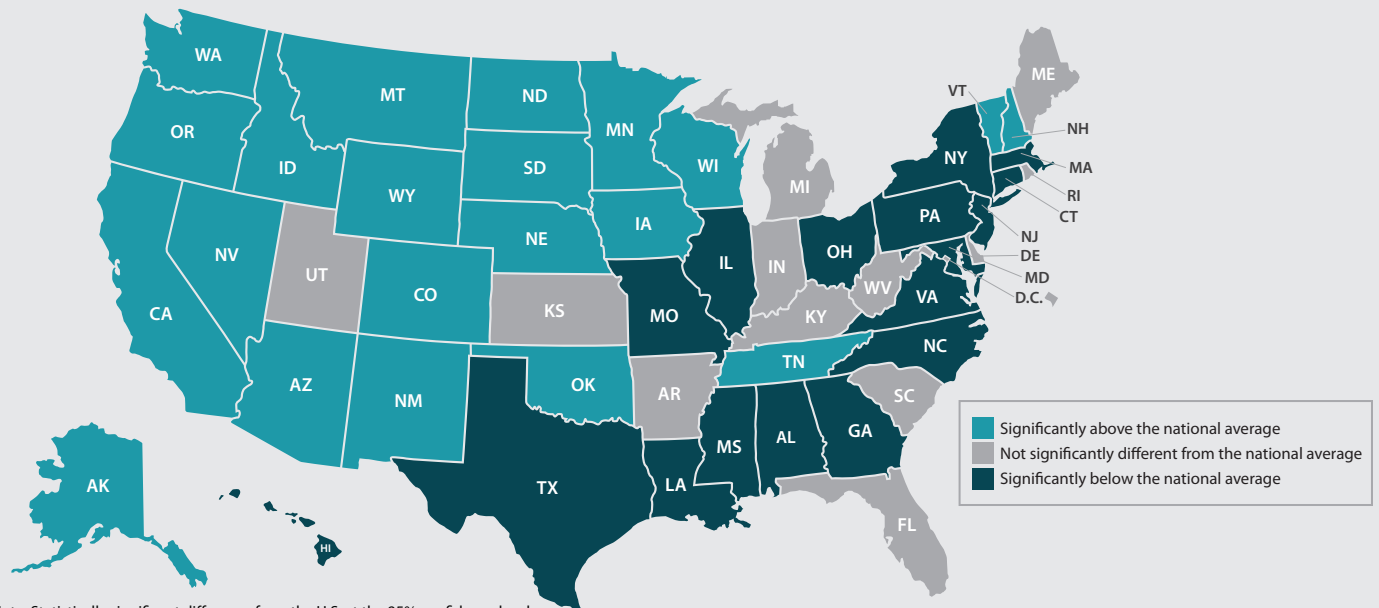 WA
MT
ND
MN
OR
ID
SD
WI
WY
MI
ME
VT
NH
NY
MA
RI
CT
PA
NJ
DE
MD
D.C.
IA
NE
NV
UT
CO
KS
CA
IL
IN
OH
WV
VA
KY
MO
NC
TN
AZ
NM
OK
AR
SC
MS
AL
GA
TX
LA
FL
AK
HI
Significantly above the national average
Not significantly different from the national average
Significantly below the national average